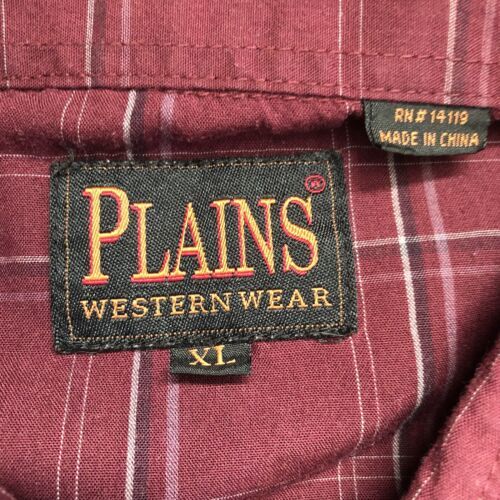 PLAINS®
WESTERN WEAR
XL
RN# 14119
MADE IN CHINA